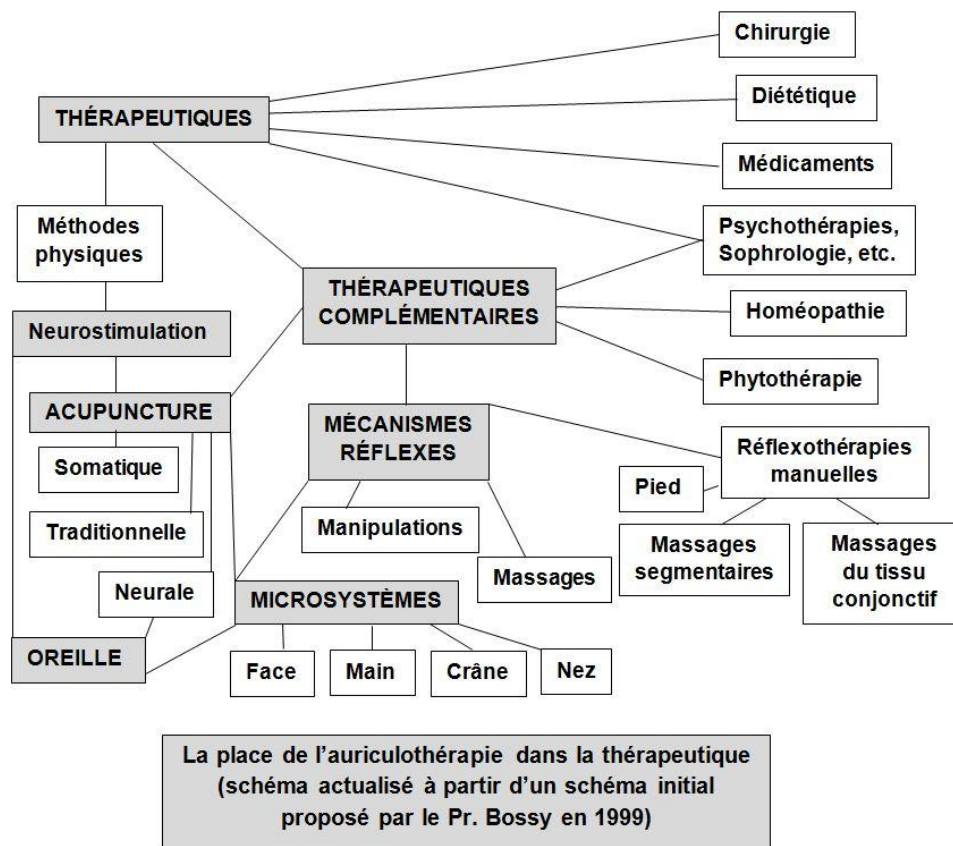 Chirurgie
THÉRAPEUTIQUES
Diététique
Médicaments
Méthodes
physiques
Psychothérapies,
Sophrologie, etc.
THÉRAPEUTIQUES
COMPLÉMENTAIRES
Homéopathie
Neurostimulation
Phytothérapie
ACUPUNCTURE
MÉCANISMES
RÉFLEXES
Réflexothérapies
manuelles
Somatique
Pied
Traditionnelle
Manipulations
Massages
segmentaires
Massages
du tissu
conjonctif
Neurale
Massages
MICROSYSTÈMES
OREILLE
Face
Main
Crâne
Nez
La place de l’auriculothérapie dans la thérapeutique
(schéma actualisé à partir d’un schéma initial
proposé par le Pr. Bossy en 1999)